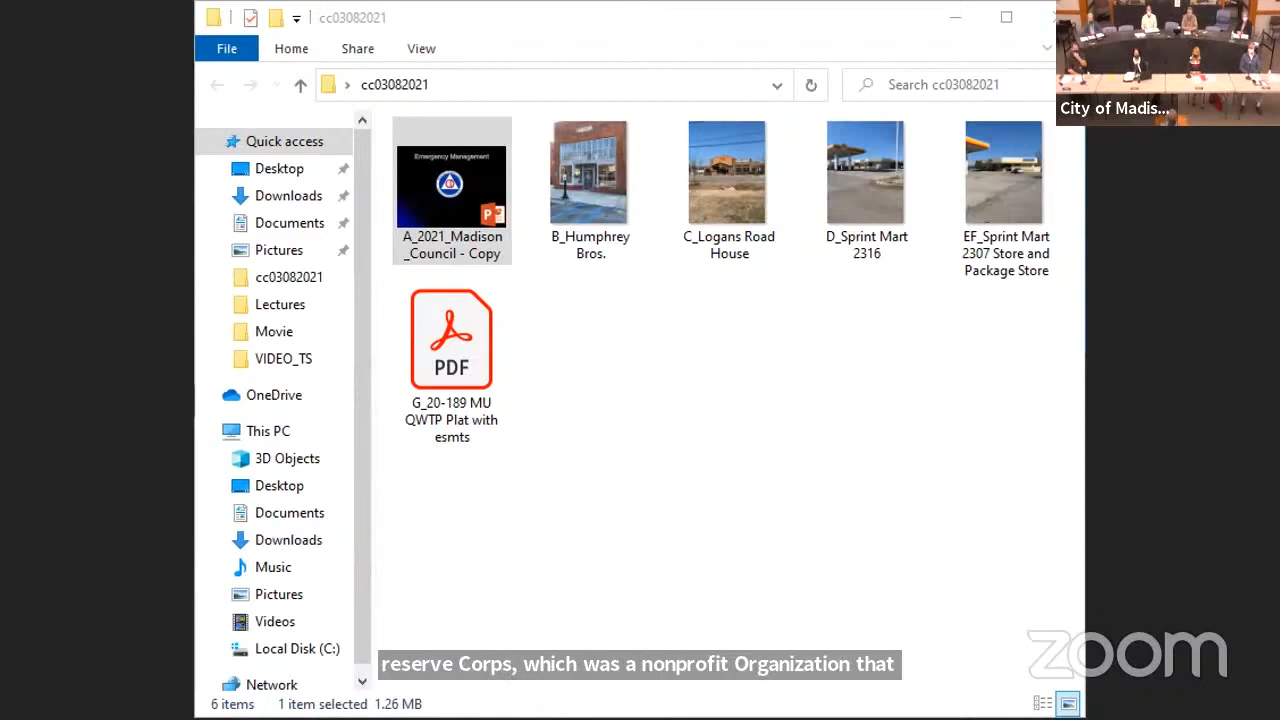 cc03082021
File
Home
Share
View
cc03082021
Search cc03082021
City of Madis...
Quick access
Desktop
Downloads
Documents
Pictures
cc03082021
Lectures
Movie
VIDEO_TS
OneDrive
This PC
3D Objects
Desktop
Documents
Downloads
Music
Pictures
Videos
Local Disk (C:)
Network
Emergency Management
P
A_2021_Madison
_Council - Copy
B_Humphrey
Bros.
C_Logans Road
House
D_Sprint Mart
2316
EF_Sprint Mart
2307 Store and
Package Store
PDF
G_20-189 MU
QWTP Plat with
esmts
reserve Corps, which was a nonprofit Organization that
6 items
1 item selected 1.26 MB
zoom